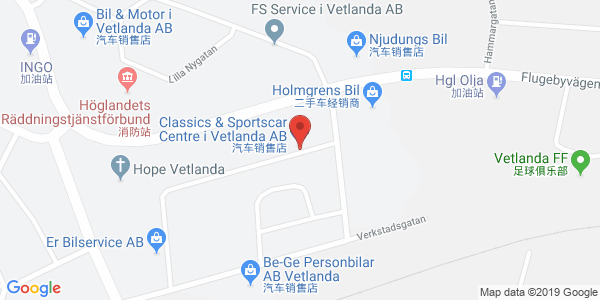 FS Service i Vetlanda AB
Bil & Motor i
Vetlanda AB
汽车销售店
INGO
加油站
Lilla Nygatan
Njudungs Bil
汽车销售店
Hammargatan
Höglandets
Räddningstjänstförbund
消防站
Holmgrens Bil
二手车经销商
Hgl Olja
加油站
Flugebyvägen
Classics & Sportscar
Centre i Vetlanda AB
汽车销售店
Hope Vetlanda
Vetlanda FF
足球俱乐部
Er Bilservice AB
Verkstadsgatan
Be-Ge Personbilar
AB Vetlanda
汽车销售店
Google
Map data ©2019 Google